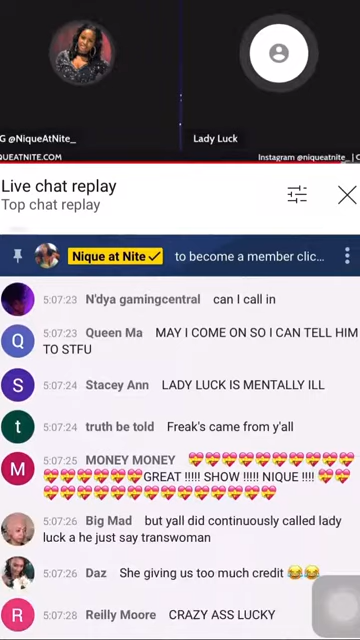 G @NiqueAtNite_
Lady Luck
QUEATNITE.COM
Instagram @niqueatnite_ | C
Live chat replay
Top chat replay
Nique at Nite to become a member clic...
5:07:23 N'dya gamingcentral can I call in
Q
5:07:23 Queen Ma MAY I COME ON SO I CAN TELL HIM
TO STFU
S
5:07:24 Stacey Ann LADY LUCK IS MENTALLY ILL
t
5:07:24 truth be told Freak's came from y'all
M
5:07:25 MONEY MONEY 💝💝💝💝💝💝💝💝💝💝
💝💝💝💝💝💝GREAT !!!!! SHOW !!!!! NIQUE !!!! 💝💝
💝💝💝💝💝💝💝💝💝💝💝💝💝💝
5:07:26 Big Mad but yall did continuously called lady
luck a he just say transwoman
5:07:26 Daz She giving us too much credit 😂😂
R
5:07:28 Reilly Moore CRAZY ASS LUCKY